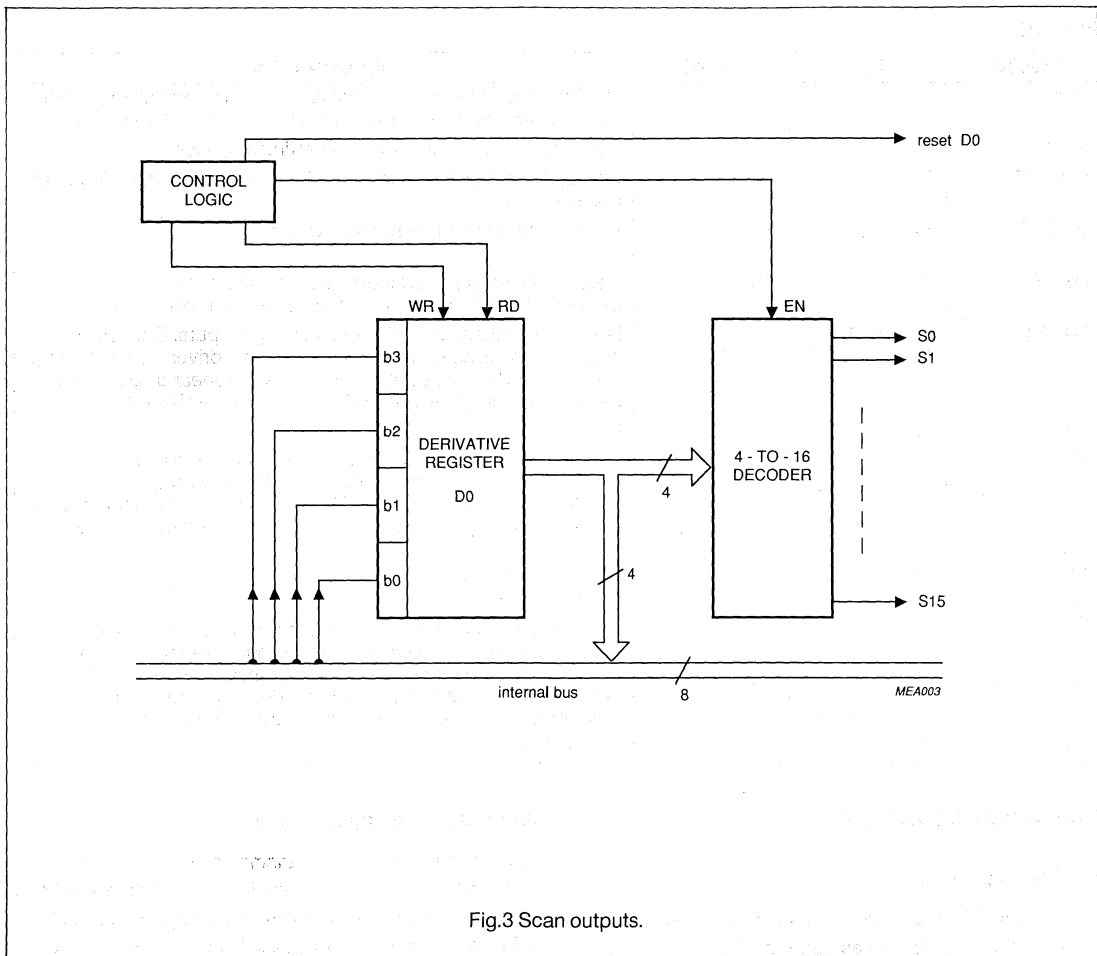 reset D0
CONTROL
LOGIC
WR
RD
EN
S0
b3
S1
b2
DERIVATIVE
REGISTER
4 - TO - 16
DECODER
4
D0
b1
4
b0
S15
internal bus
8
MEA003
Fig.3 Scan outputs.